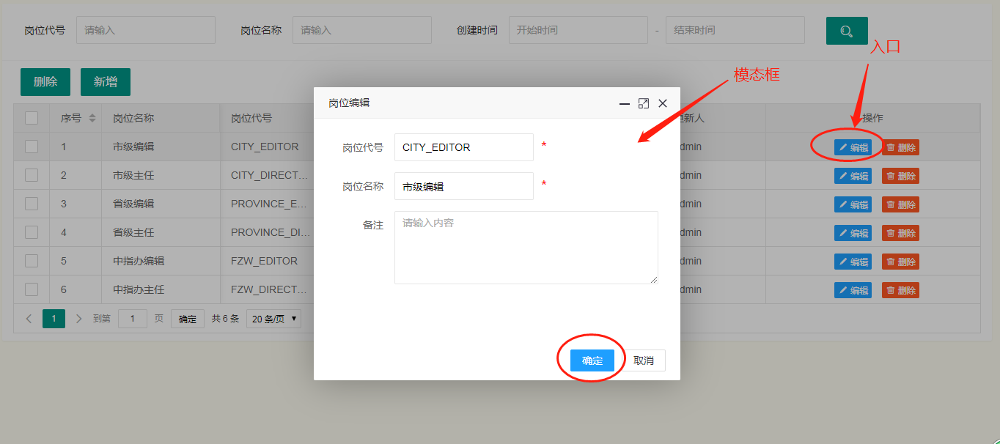 岗位代号 请输入 岗位名称 请输入 创建时间 开始时间 - 结束时间
入口
删除 新增
模态框
岗位编辑
序号 岗位名称 岗位代号 新人 操作
1 市级编辑 CITY_EDITOR dmin 编辑 删除
2 市级主任 CITY_DIRECT... dmin 编辑 删除
3 省级编辑 PROVINCE_E... dmin 编辑 删除
4 省级主任 PROVINCE_DI... dmin 编辑 删除
5 中指办编辑 FZW_EDITOR dmin 编辑 删除
6 中指办主任 FZW_DIRECT... dmin 编辑 删除
岗位代号 CITY_EDITOR *
岗位名称 市级编辑 *
备注 请输入内容
1 到第 1 页 确定 共 6 条 20 条/页
确定 取消